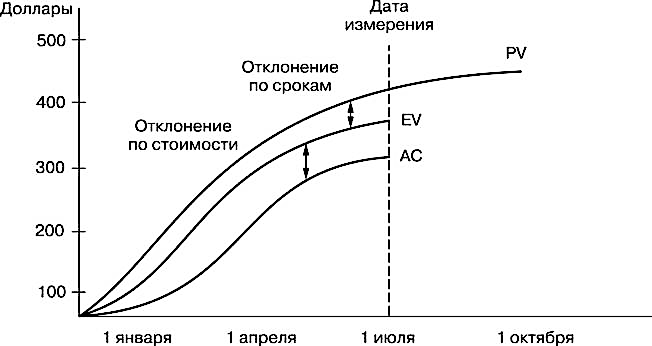 Доллары
Дата
измерения
500
PV
Отклонение
по срокам
400
EV
Отклонение
по стоимости
AC
300
200
100
1 января
1 апреля
1 июля
1 октября